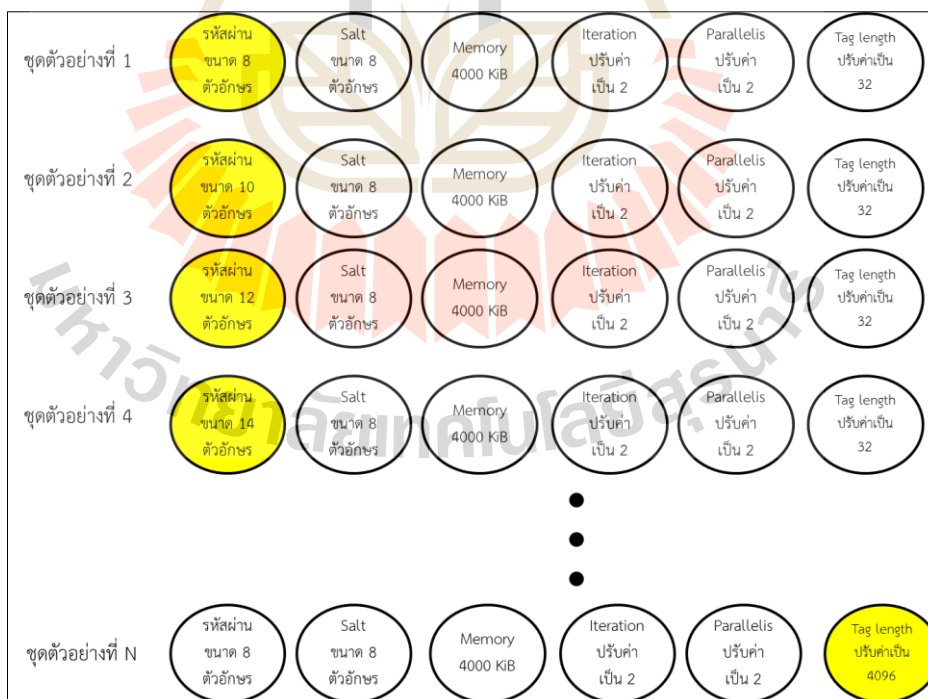 ชุดตัวอย่างที่ 1
รหัสผ่าน
ขนาด 8
ตัวอักษร
Salt
ขนาด 8
ตัวอักษร
Memory
4000 KiB
Iteration
ปรับค่า
เป็น 2
Parallelis
ปรับค่า
เป็น 2
Tag length
ปรับค่าเป็น
32
ชุดตัวอย่างที่ 2
รหัสผ่าน
ขนาด 10
ตัวอักษร
Salt
ขนาด 8
ตัวอักษร
Memory
4000 KiB
Iteration
ปรับค่า
เป็น 2
Parallelis
ปรับค่า
เป็น 2
Tag length
ปรับค่าเป็น
32
ชุดตัวอย่างที่ 3
รหัสผ่าน
ขนาด 12
ตัวอักษร
Salt
ขนาด 8
ตัวอักษร
Memory
4000 KiB
Iteration
ปรับค่า
เป็น 2
Parallelis
ปรับค่า
เป็น 2
Tag length
ปรับค่าเป็น
32
ชุดตัวอย่างที่ 4
รหัสผ่าน
ขนาด 14
ตัวอักษร
Salt
ขนาด 8
ตัวอักษร
Memory
4000 KiB
Iteration
ปรับค่า
เป็น 2
Parallelis
ปรับค่า
เป็น 2
Tag length
ปรับค่าเป็น
32
ชุดตัวอย่างที่ N
รหัสผ่าน
ขนาด 8
ตัวอักษร
Salt
ขนาด 8
ตัวอักษร
Memory
4000 KiB
Iteration
ปรับค่า
เป็น 2
Parallelis
ปรับค่า
เป็น 2
Tag length
ปรับค่าเป็น
4096
มหาวิทยาลัยเทคโนโลยีสุรนารี